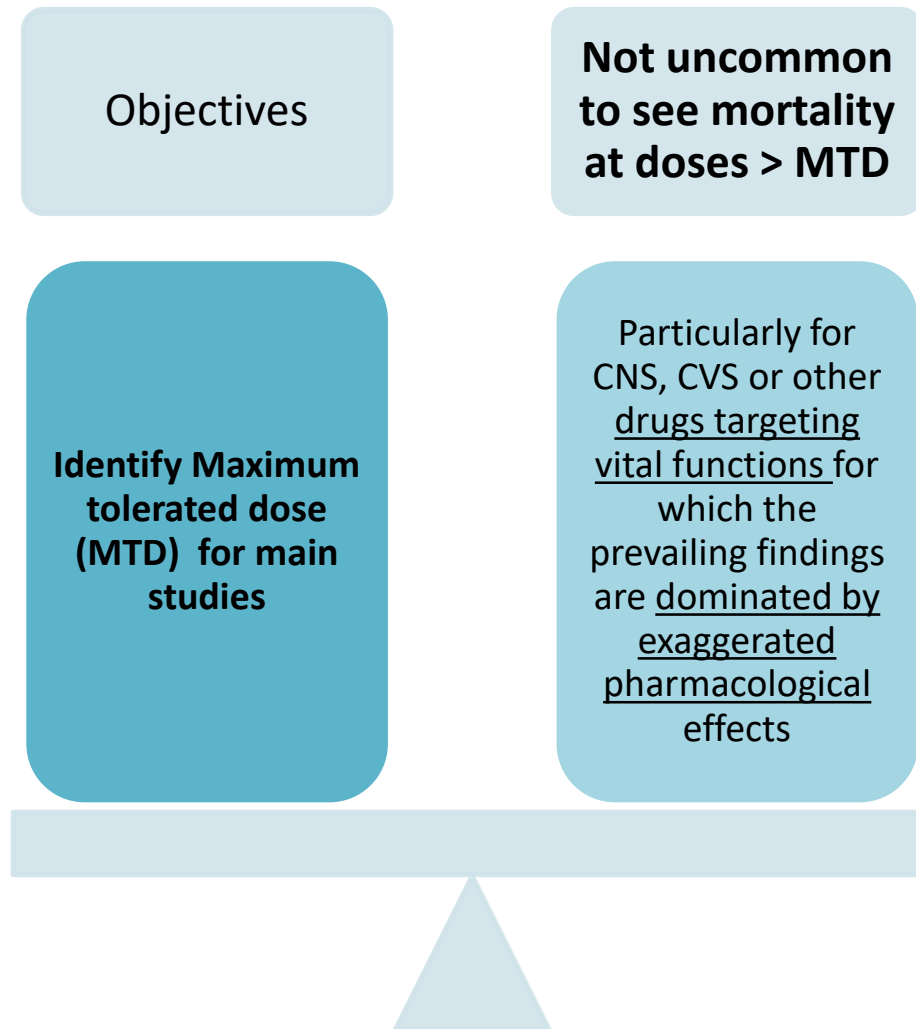 Objectives
Not uncommon
to see mortality
at doses > MTD
Identify Maximum
tolerated dose
(MTD)  for main
studies
Particularly for
CNS, CVS or other
drugs targeting
vital functions for
which the
prevailing findings
are dominated by
exaggerated
pharmacological
effects